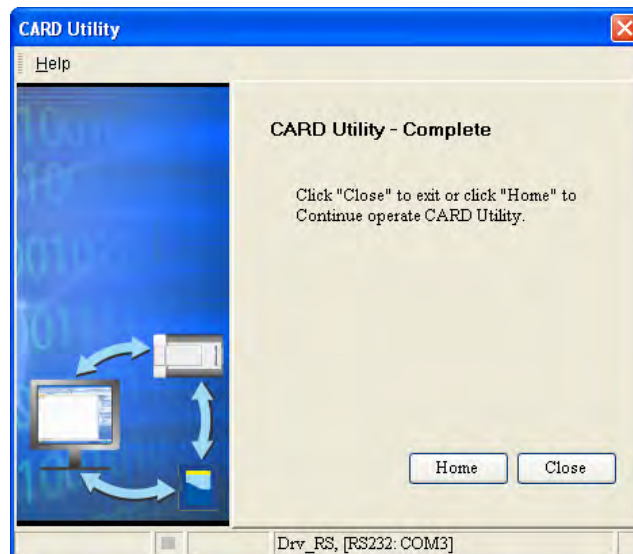 CARD Utility
Help
CARD Utility - Complete
Click "Close" to exit or click "Home" to
Continue operate CARD Utility.
Home Close
Drv_RS, [RS232: COM3]